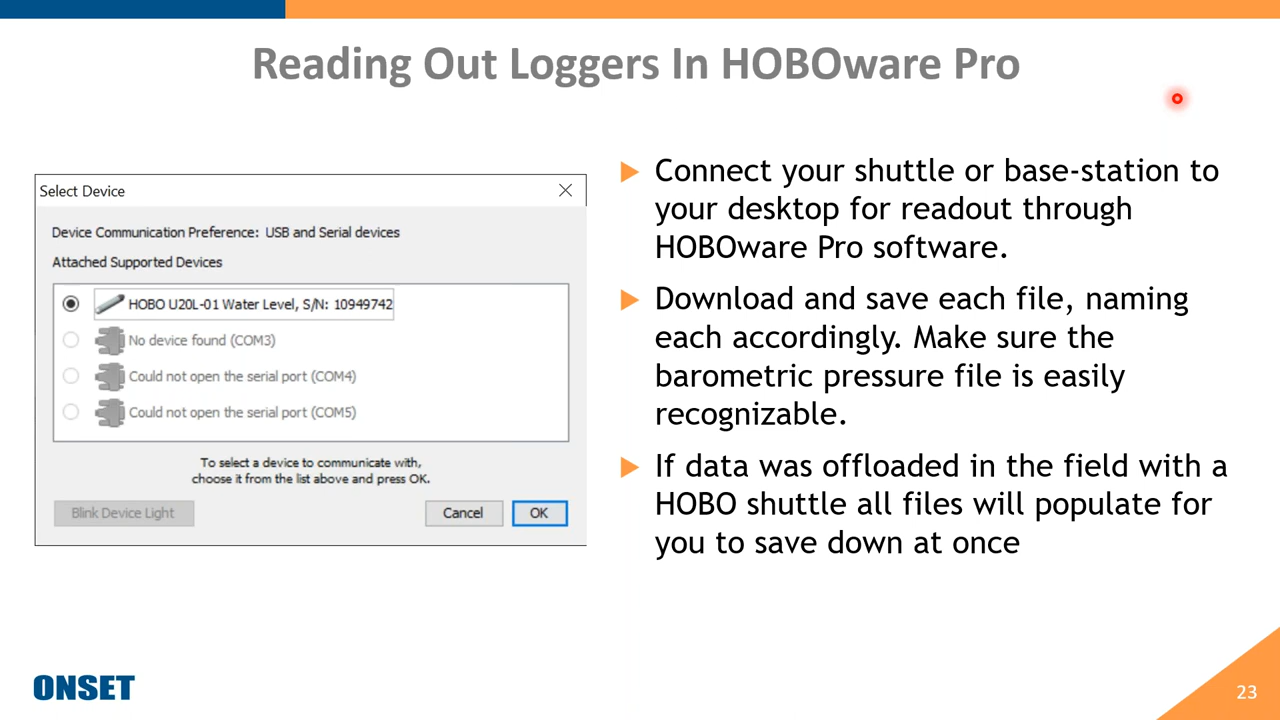 Reading Out Loggers In HOBOware Pro
Select Device
Device Communication Preference: USB and Serial devices
Attached Supported Devices
HOBO U20L-01 Water Level, S/N: 10949742
No device found (COM3)
Could not open the serial port (COM4)
Could not open the serial port (COM5)
To select a device to communicate with,
choose it from the list above and press OK.
Blink Device Light
Cancel
OK
Connect your shuttle or base-station to
your desktop for readout through
HOBOware Pro software.
Download and save each file, naming
each accordingly. Make sure the
barometric pressure file is easily
recognizable.
If data was offloaded in the field with a
HOBO shuttle all files will populate for
you to save down at once
ONSET
23